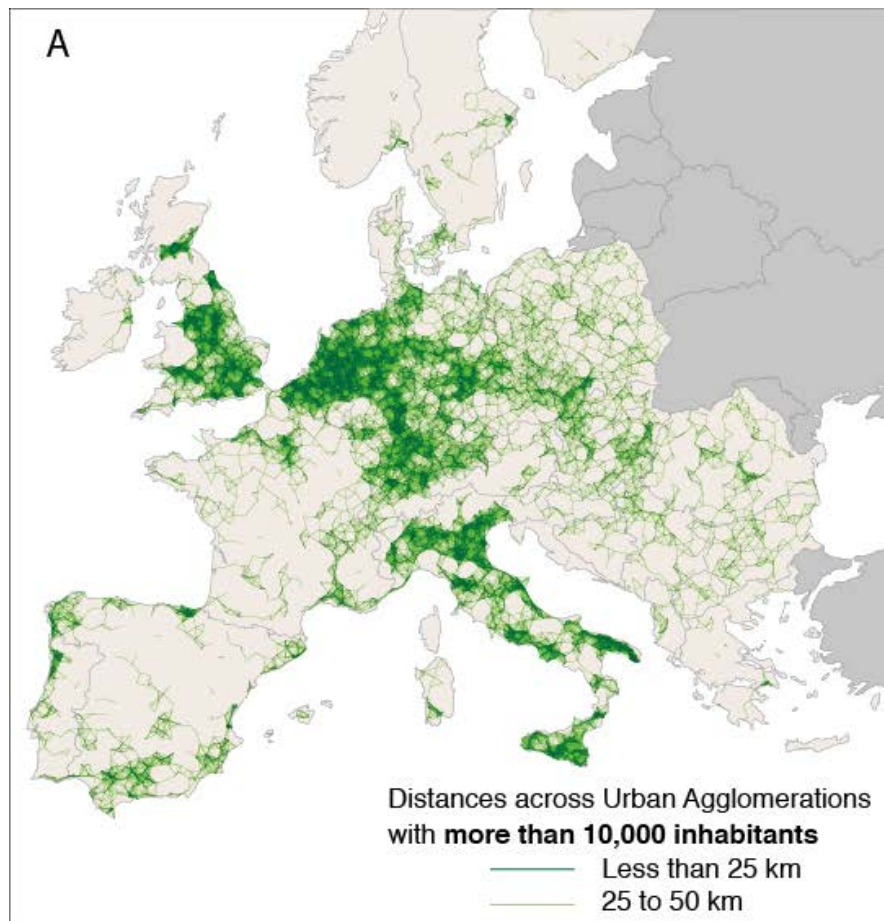 A
Distances across Urban Agglomerations
with more than 10,000 inhabitants
Less than 25 km
25 to 50 km